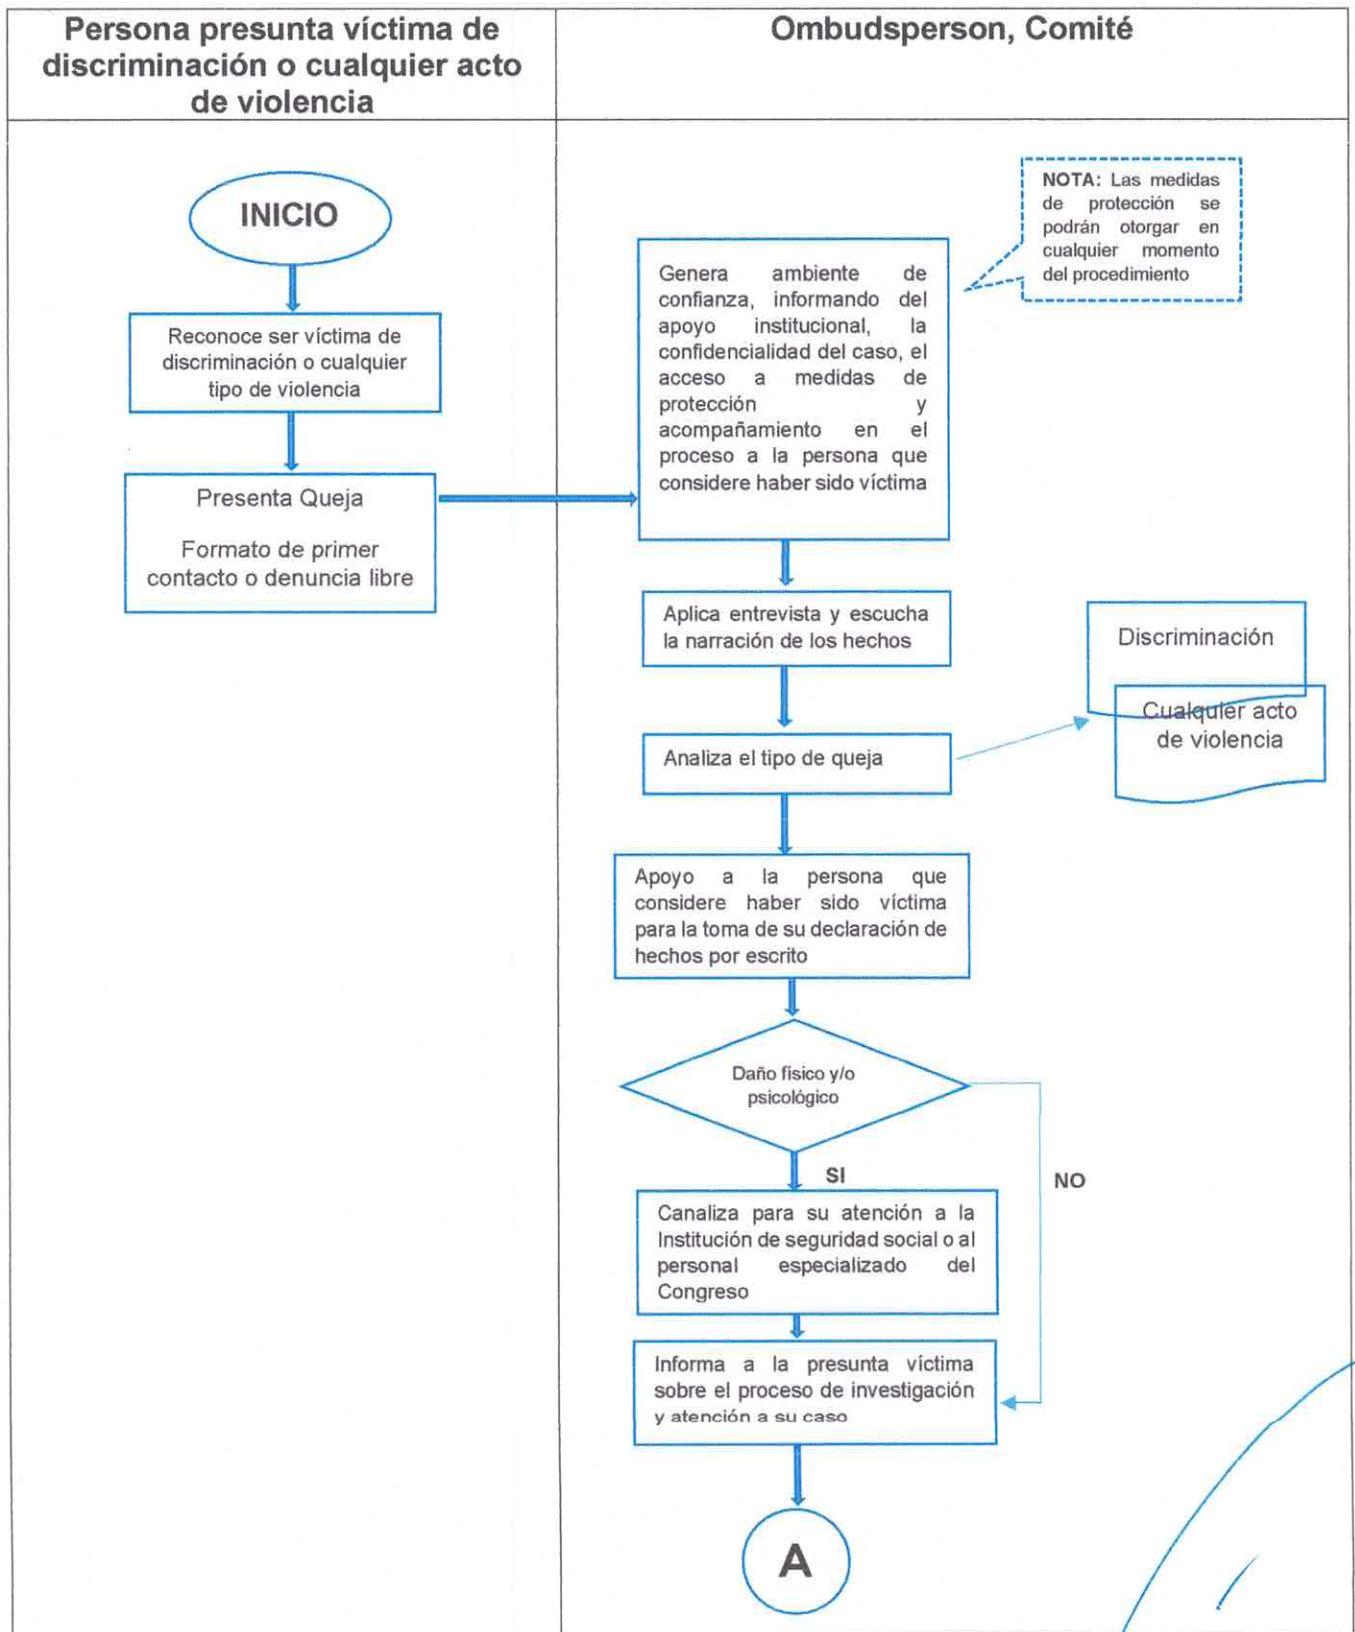 Persona presunta víctima de
discriminación o cualquier acto
de violencia
Ombudsperson, Comité
INICIO
Reconoce ser víctima de
discriminación o cualquier
tipo de violencia
Presenta Queja
Formato de primer
contacto o denuncia libre
NOTA: Las medidas
de protección se
podrán otorgar en
cualquier momento
del procedimiento
Genera ambiente de
confianza, informando del
apoyo institucional, la
confidencialidad del caso, el
acceso a medidas de
protección y
acompañamiento en el
proceso a la persona que
considere haber sido víctima
Aplica entrevista y escucha
la narración de los hechos
Analiza el tipo de queja
Discriminación
Cualquier acto
de violencia
Apoyo a la persona que
considere haber sido víctima
para la toma de su declaración de
hechos por escrito
Daño físico y/o
psicológico
SI
NO
Canaliza para su atención a la
Institución de seguridad social o al
personal especializado del
Congreso
Informa a la presunta víctima
sobre el proceso de investigación
y atención a su caso
A